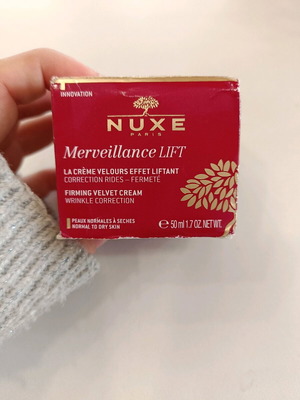 INNOVATION
NUXE
PARIS
Merveillance LIFT
LA CRÈME VELOURS EFFET LIFTANT
CORRECTION RIDES - FERMETÉ
FIRMING VELVET CREAM
WRINKLE CORRECTION
PEAUX NORMALES À SÈCHES
NORMAL TO DRY SKIN
℮ 50 ml 1.7 OZ. NET WT.